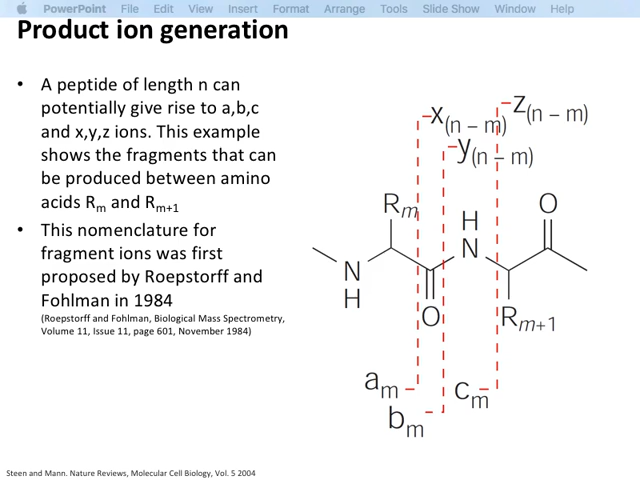 PowerPoint File Edit View Insert Format Arrange Tools Slide Show Window Help
Product ion generation
• A peptide of length n can
potentially give rise to a,b,c
and x,y,z ions. This example
shows the fragments that can
be produced between amino
acids Rm and Rm+1
• This nomenclature for
fragment ions was first
proposed by Roepstorff and
Fohlman in 1984
(Roepstorff and Fohlman, Biological Mass Spectrometry,
Volume 11, Issue 11, page 601, November 1984)
x(n – m)
z(n – m)
y(n – m)
Rm
H
N
O
N
H
O
Rm+1
am
bm
cm
Steen and Mann. Nature Reviews, Molecular Cell Biology, Vol. 5 2004